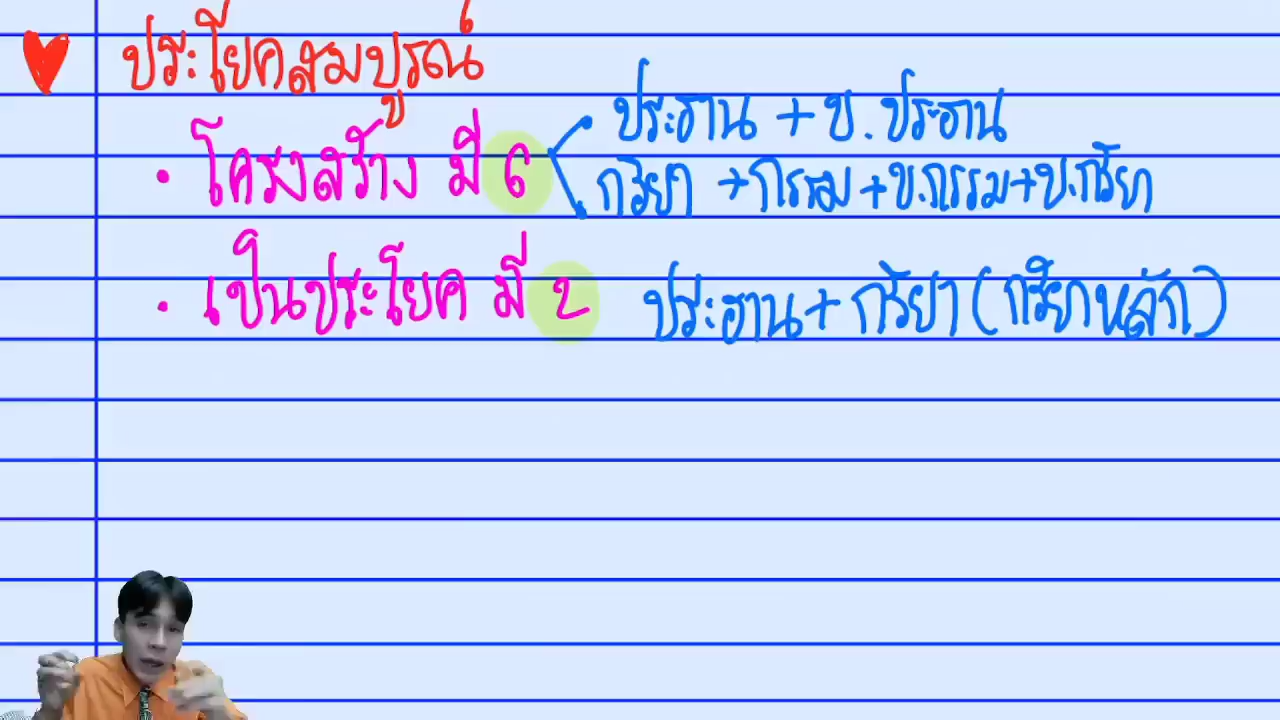 ประโยคสมบูรณ์
• โครงสร้าง มี 6 ประธาน + ข.ประธาน
กริยา + กรรม + ข.กรรม + ข.กริยา
• เป็นประโยค มี 2 ประธาน + กริยา (กริยาหลัก)